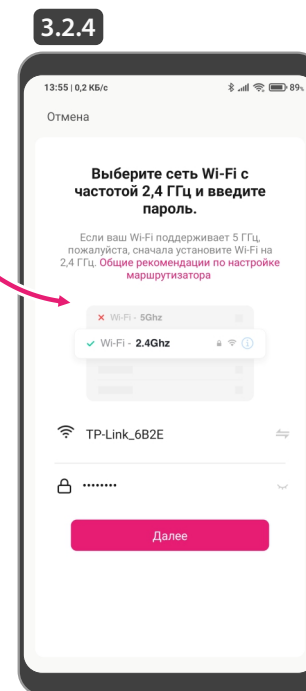 3.2.4
13:55 | 0,2 КБ/с 89%
Отмена
Выберите сеть Wi-Fi с
частотой 2,4 ГГц и введите
пароль.
Если ваш Wi-Fi поддерживает 5 ГГц,
пожалуйста, сначала установите Wi-Fi на
2,4 ГГц. Общие рекомендации по настройке
маршрутизатора
Wi-Fi - 5Ghz
Wi-Fi - 2.4Ghz
TP-Link_6B2E
••••••••
Далее